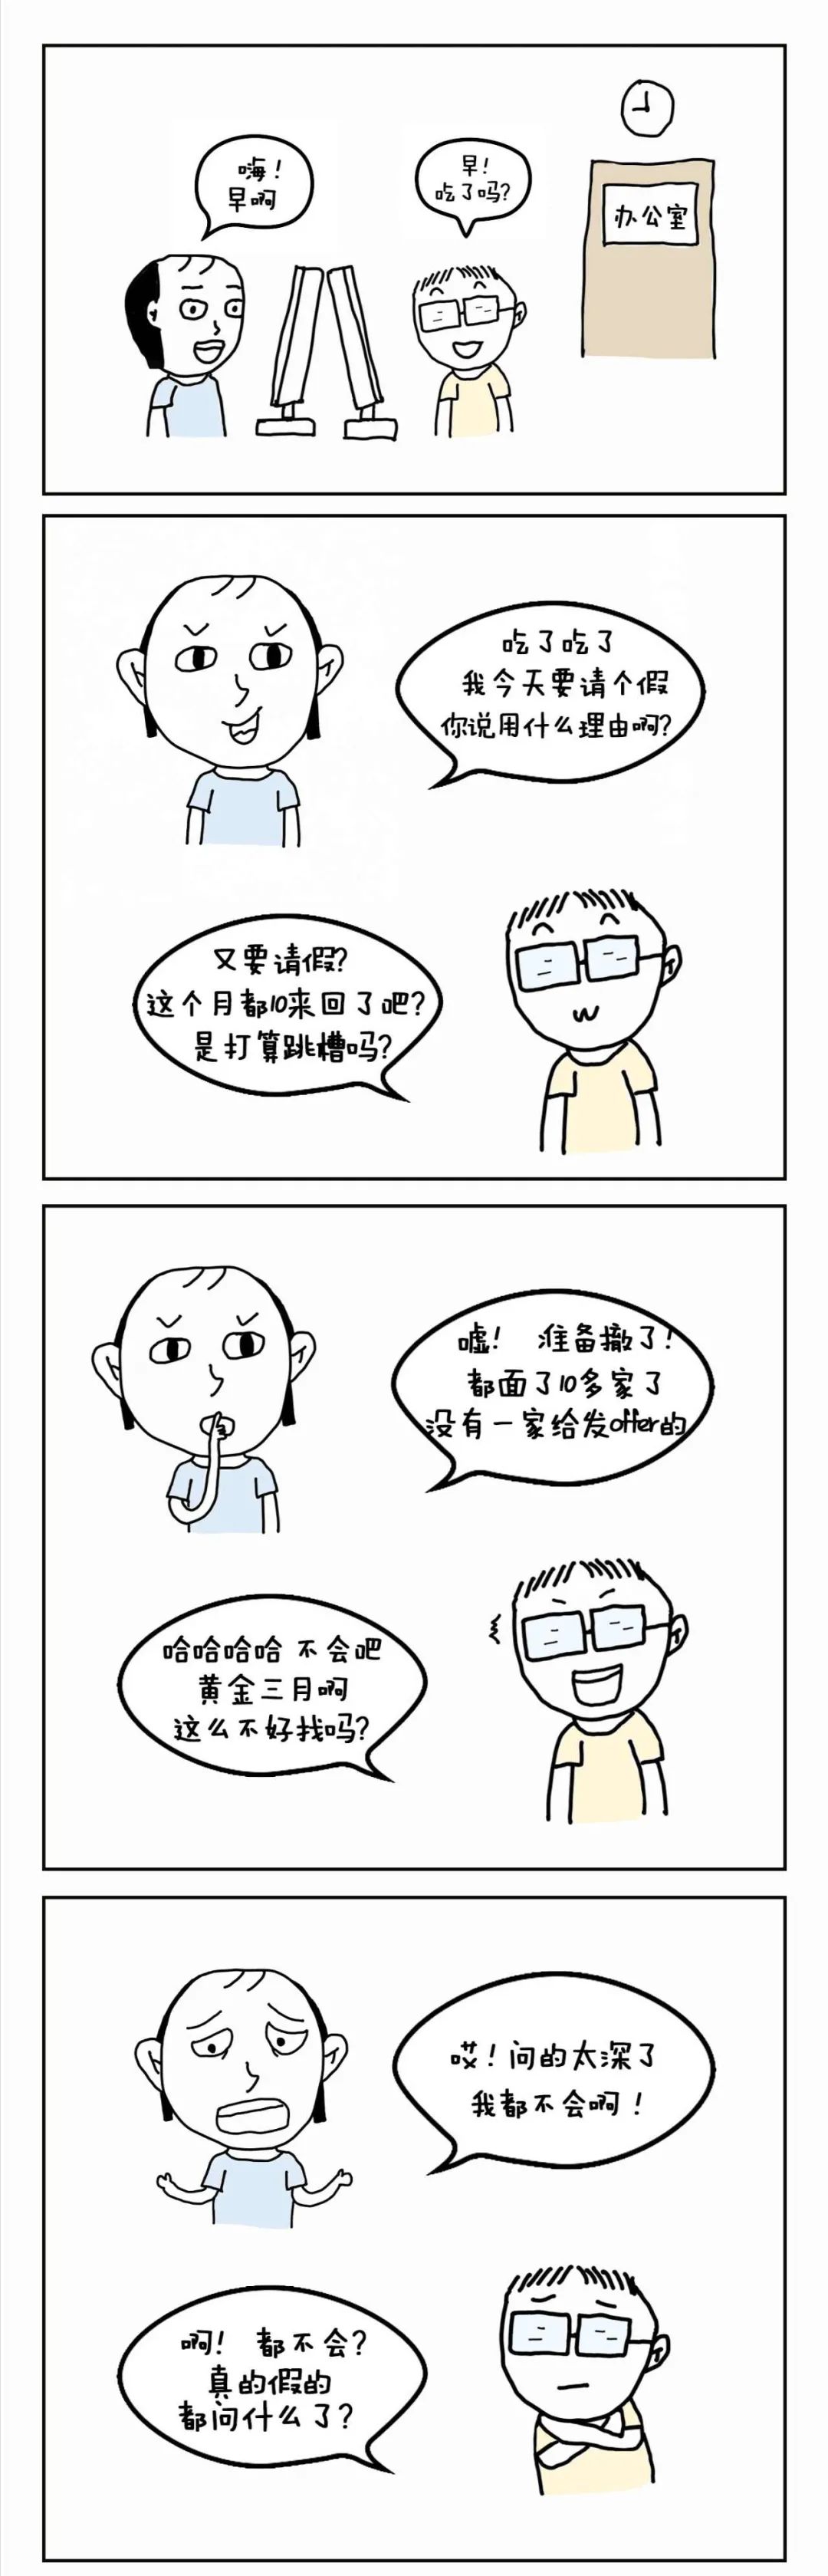 嗨！
早啊
早！
吃了吗？
办公室
吃了吃了
我今天要请个假
你说用什么理由啊？
又要请假？
这个月都10来回了吧？
是打算跳槽吗？
嘘！ 准备撤了！
都面了10多家了
没有一家给发offer的
哈哈哈哈 不会吧
黄金三月啊
这么不好找吗？
哎！问的太深了
我都不会啊！
啊！ 都不会？
真的假的
都问什么了？